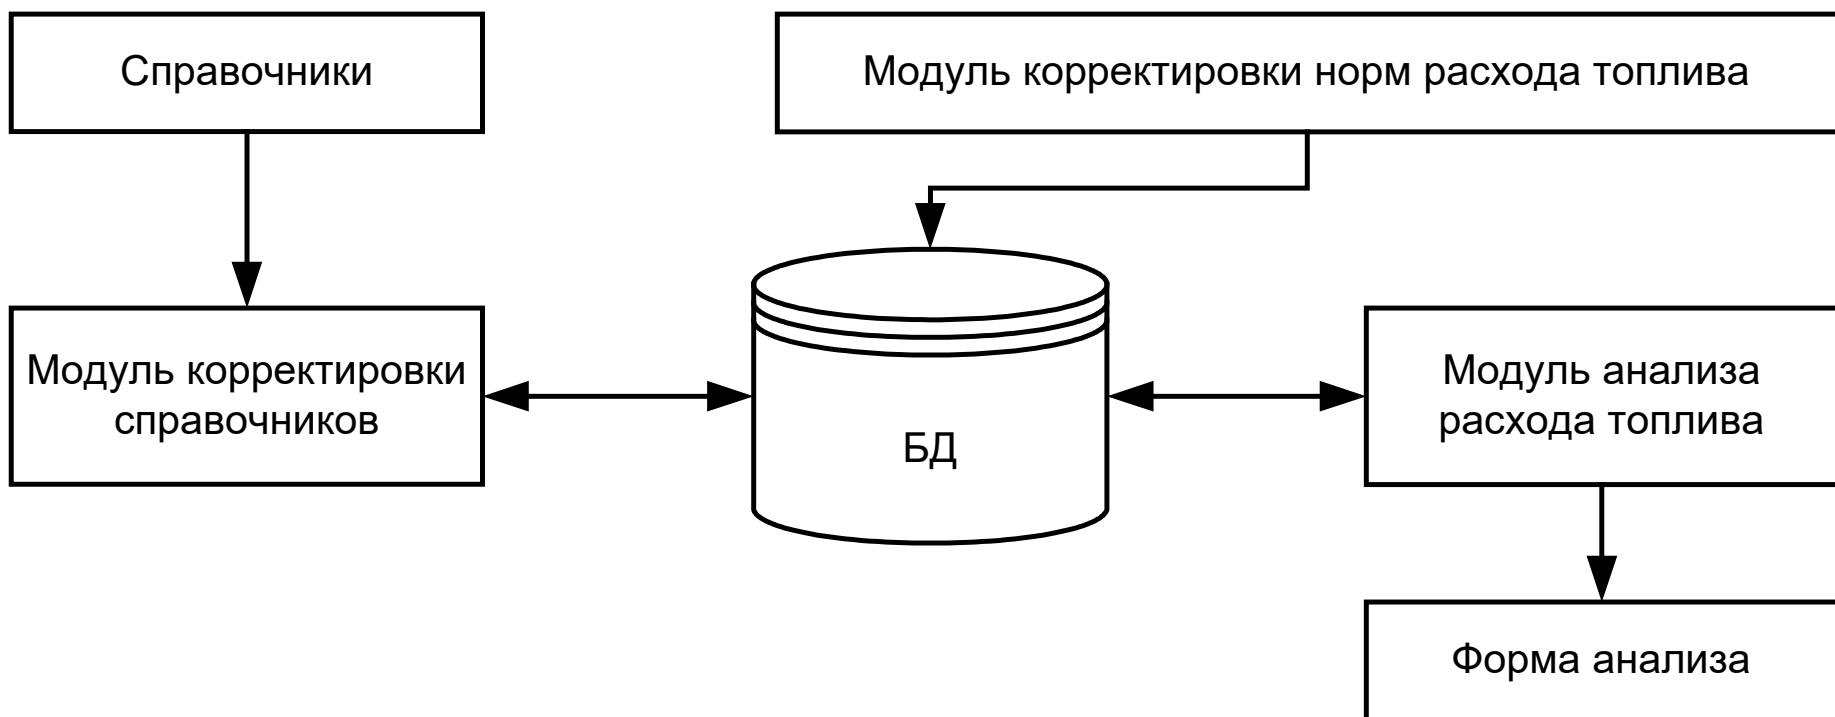 Справочники
Модуль корректировки норм расхода топлива
Модуль корректировки
справочников
БД
Модуль анализа
расхода топлива
Форма анализа